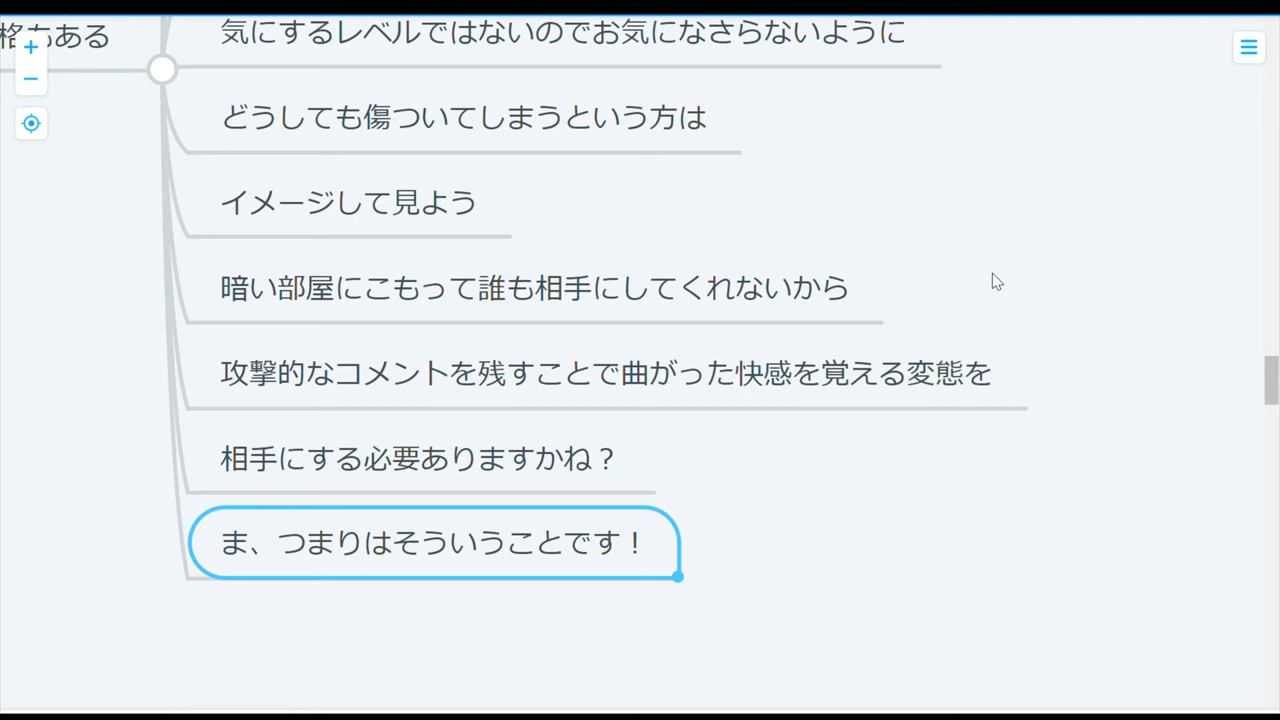 気にするレベルではないのでお気になさらないように
格もある
どうしても傷ついてしまうという方は
イメージして見よう
暗い部屋にこもって誰も相手にしてくれないから
攻撃的なコメントを残すことで曲がった快感を覚える変態を
相手にする必要ありますかね？
ま、つまりはそういうことです！